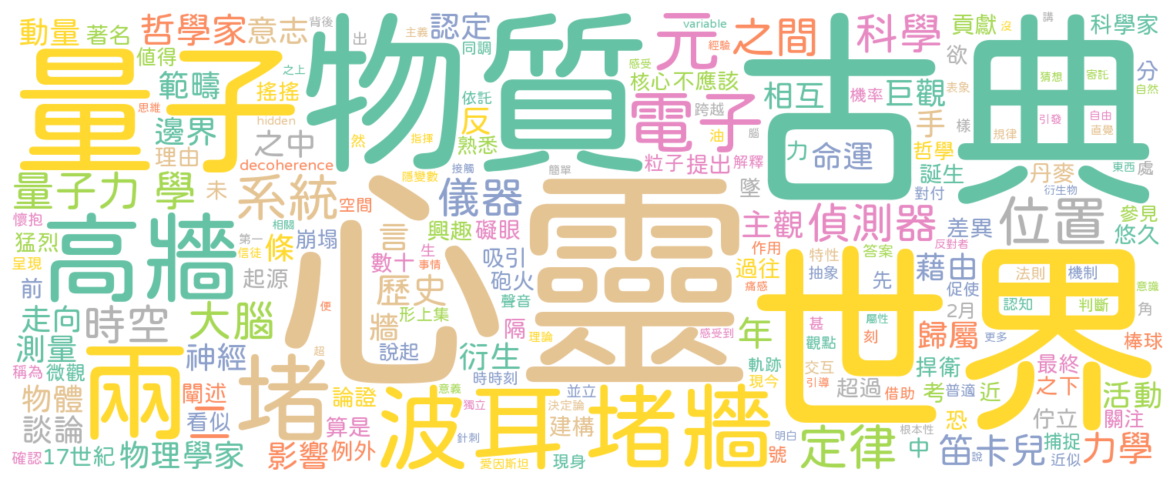 動量 著名 哲學家 意志 背後 出 主義 認定 variable 元 之間 科學 貢獻 沒 講 科學家
值得 同調 經驗 欲
量子 物質 古典
之上 範疇 搖搖 感受 核心 不應該 相互 機率 巨觀 表象 猜想 寄託 分
思維 依託 電子 跨越 自然
邊界 hidden 然 指揮 反 油 腦 手 樣 規律 引發 自由 直覺
理由 之中 熟悉 力 命運 哲學
decoherence 接觸 簡單 粒子 提出 解釋 誕生 丹麥 東西 處
量子力 學 未 系統 隱變數 儀器 墜 對付 衍生物
懷抱 相關 空間 言 興趣 礙眼 主觀 偵測器 差異 位置 參見
猛烈 高牆 第一 信徒 條 崩塌 心靈 反對者 悠久
呈現 起源 數十 生 事情 吸引 作用 特性 答案 藉由 法則 機制
前 歷史 砲火 過往 抽象 先 促使 意識
走向 時空 大腦 便 牆 形上集 聲音 隔 痛感 世界 認知 判斷 2月 角
測量 神經 說起 理論 感受到 年 甚 屬性 刻 歸屬 更多 棒球
稱為 微觀 兩 堵 超 衍生 軌跡 觀點 捍衛 最終
物體 闡述 論證 時時刻 意義 並立 現今 交互 引導 超過 借助 考 普適 近 之下 活動
談論 看似 算是 波耳 獨立 決定論 建構 堵牆 恐 佇立 關注
確認 17世紀 物理學家 影響 例外 針刺 愛因斯坦 現身 明白 號 定律 根本性 中 笛卡兒 說 捕捉 近似 力學